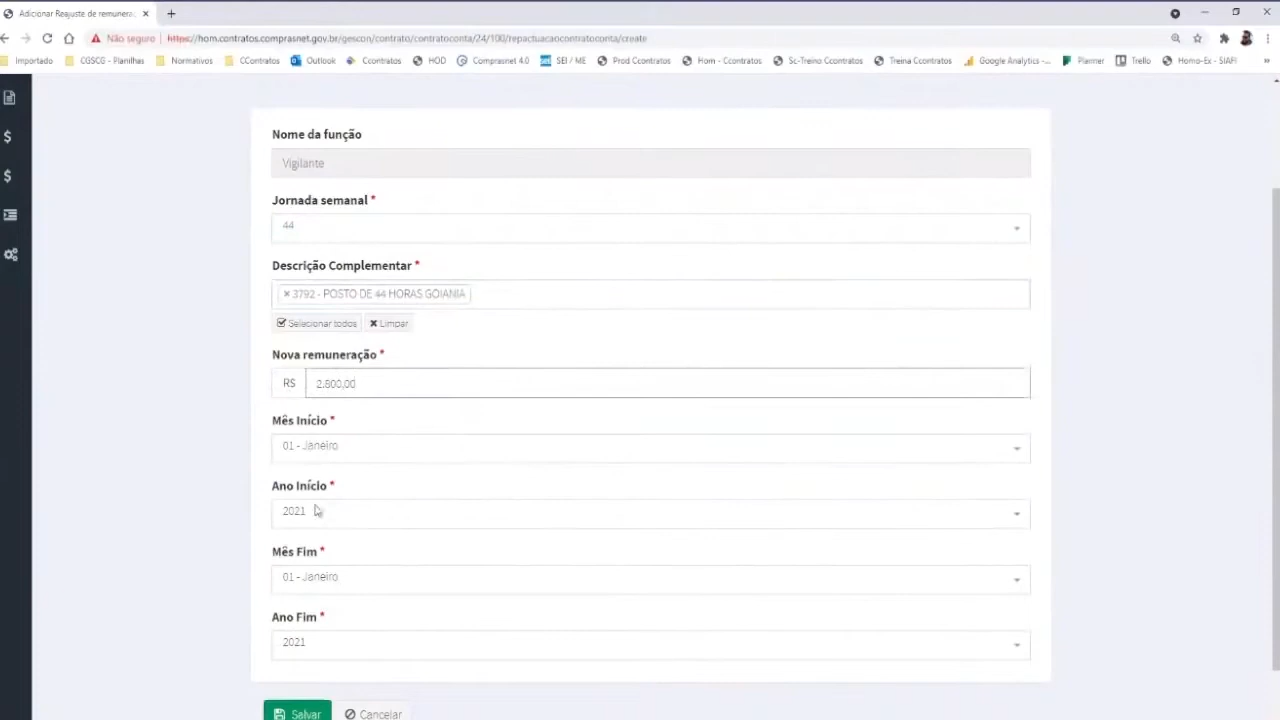 Adicionar Reajuste de remunera
Não seguro
https://hom.contratos.comprasnet.gov.br/gescon/contrato/contratoconta/24/100/repactuacaocontratoconta/create
Importado
CGSCG - Planilhas
Normativos
CContratos
Outlook
Ccontratos
HOD
Comprasnet 4.0
SEI / ME
Prod Ccontratos
Hom - Ccontratos
Sc-Treino Ccontratos
Treina Ccontratos
Google Analytics -...
Planner
Trello
Homo-Ex - SIAFI
»
Nome da função
Vigilante
Jornada semanal *
44
Descrição Complementar *
× 3792 - POSTO DE 44 HORAS GOIANIA
Selecionar todos
Limpar
Nova remuneração *
R$ 2.800,00
Mês Início *
01 - Janeiro
Ano Início *
2021
Mês Fim *
01 - Janeiro
Ano Fim *
2021
Salvar
Cancelar